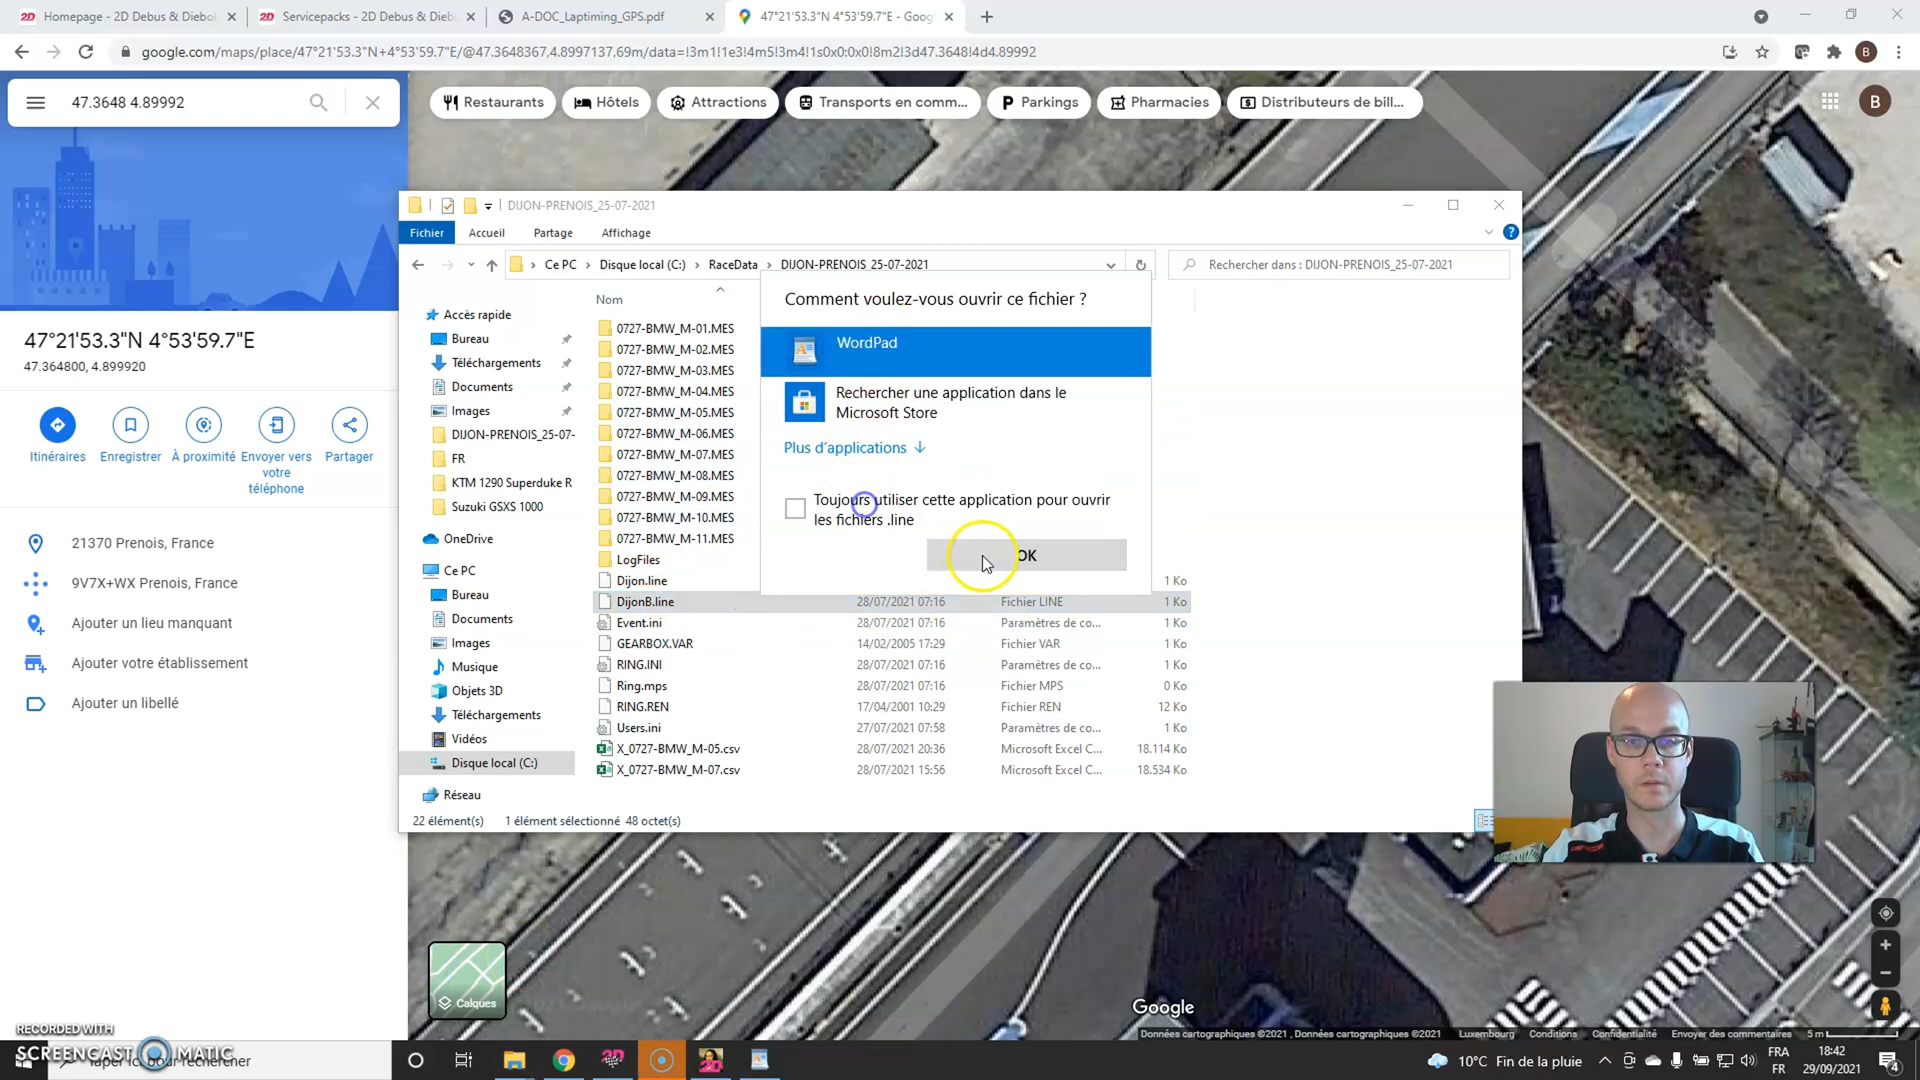 Homepage - 2D Debus & Diebol
Servicepacks - 2D Debus & Dieb
A-DOC_Laptiming_GPS.pdf
47°21'53.3"N 4°53'59.7"E - Goog
google.com/maps/place/47°21'53.3"N+4°53'59.7"E/@47.3648367,4.8997137,69m/data=!3m1!1e3!4m5!3m4!1s0x0:0x0!8m2!3d47.3648!4d4.89992
B
47.3648 4.89992
Restaurants
Hôtels
Attractions
Transports en comm...
Parkings
Pharmacies
Distributeurs de bill...
B
47°21'53.3"N 4°53'59.7"E
47.364800, 4.899920
Itinéraires
Enregistrer
À proximité
Envoyer vers votre téléphone
Partager
21370 Prenois, France
9V7X+WX Prenois, France
Ajouter un lieu manquant
Ajouter votre établissement
Ajouter un libellé
DIJON-PRENOIS_25-07-2021
Fichier
Accueil
Partage
Affichage
Ce PC
Disque local (C:)
RaceData
DIJON-PRENOIS_25-07-2021
Rechercher dans : DIJON-PRENOIS_25-07-2021
Accès rapide
Bureau
Téléchargements
Documents
Images
DIJON-PRENOIS_25-07-
FR
KTM 1290 Superduke R
Suzuki GSXS 1000
OneDrive
Ce PC
Bureau
Documents
Images
Musique
Objets 3D
Téléchargements
Vidéos
Disque local (C:)
Réseau
Nom
0727-BMW_M-01.MES
0727-BMW_M-02.MES
0727-BMW_M-03.MES
0727-BMW_M-04.MES
0727-BMW_M-05.MES
0727-BMW_M-06.MES
0727-BMW_M-07.MES
0727-BMW_M-08.MES
0727-BMW_M-09.MES
0727-BMW_M-10.MES
0727-BMW_M-11.MES
LogFiles
Dijon.line 1 Ko
DijonB.line 28/07/2021 07:16 Fichier LINE 1 Ko
Event.ini 28/07/2021 07:16 Paramètres de co... 1 Ko
GEARBOX.VAR 14/02/2005 17:29 Fichier VAR 1 Ko
RING.INI 28/07/2021 07:16 Paramètres de co... 1 Ko
Ring.mps 28/07/2021 07:16 Fichier MPS 0 Ko
RING.REN 17/04/2001 10:29 Fichier REN 12 Ko
Users.ini 27/07/2021 07:58 Paramètres de co... 1 Ko
X_0727-BMW_M-05.csv 28/07/2021 20:36 Microsoft Excel C... 18.114 Ko
X_0727-BMW_M-07.csv 28/07/2021 15:56 Microsoft Excel C... 18.534 Ko
22 élément(s) 1 élément sélectionné 48 octet(s)
Comment voulez-vous ouvrir ce fichier ?
WordPad
Rechercher une application dans le
Microsoft Store
Plus d'applications
Toujours utiliser cette application pour ouvrir
les fichiers .line
OK
Calques
Google
Données cartographiques ©2021 , Données cartographiques ©2021 Luxembourg Conditions Confidentialité Envoyer des commentaires 5 m
RECORDED WITH
SCREENCAST MATIC
Taper ici pour rechercher
10°C Fin de la pluie
FRA
FR
18:42
29/09/2021
4